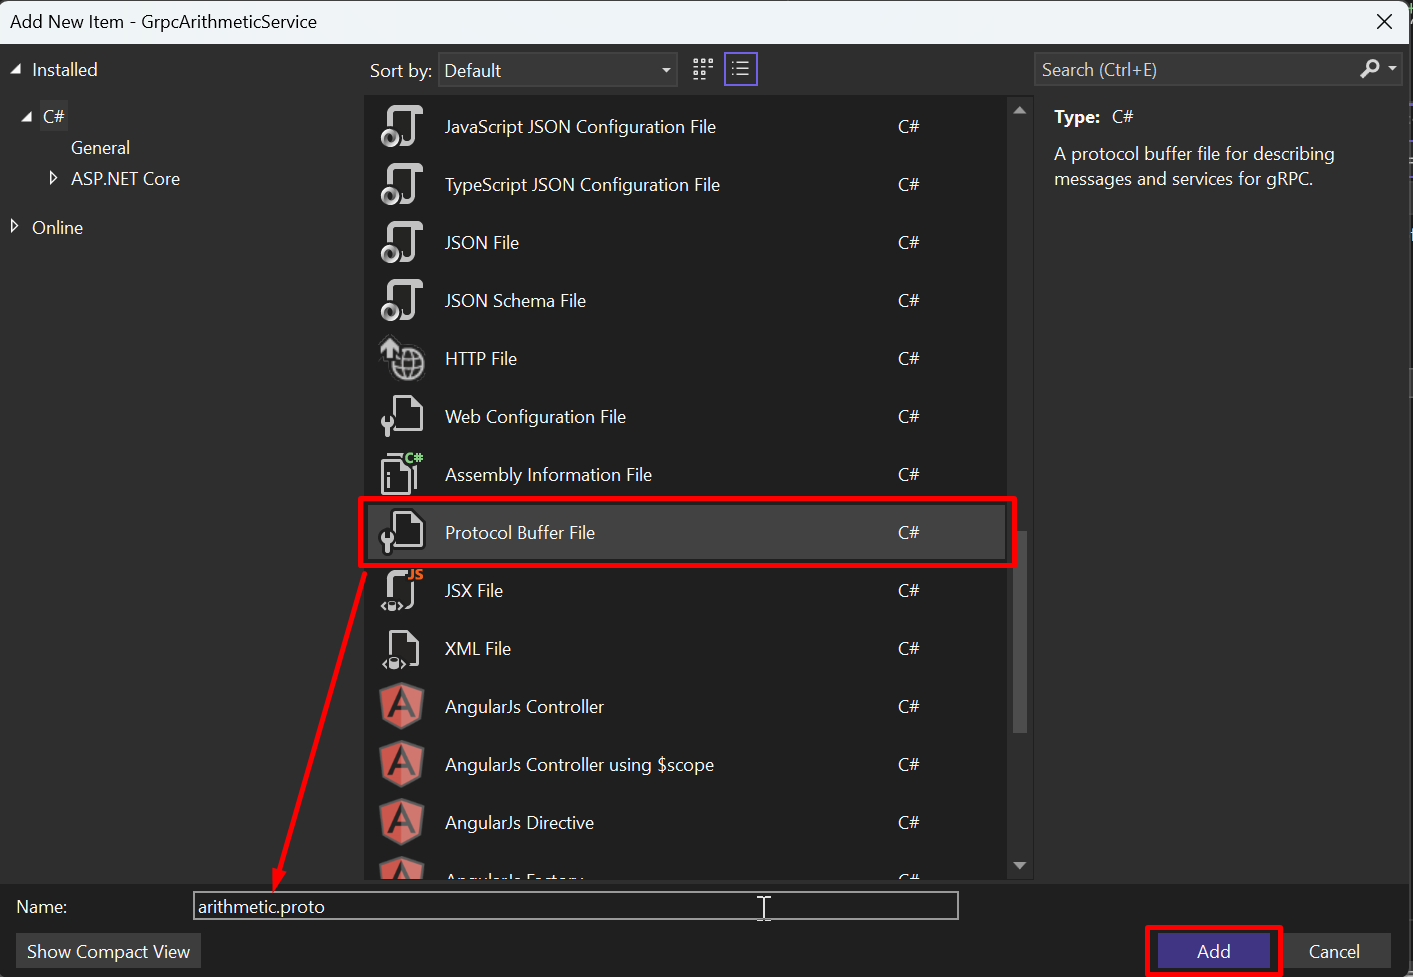 Add New Item - GrpcArithmeticService
Installed
C#
General
ASP.NET Core
Online
Sort by: Default
Search (Ctrl+E)
JavaScript JSON Configuration File C#
TypeScript JSON Configuration File C#
JSON File C#
JSON Schema File C#
HTTP File C#
Web Configuration File C#
C#
Assembly Information File C#
Protocol Buffer File C#
JS
JSX File C#
XML File C#
AngularJs Controller C#
AngularJs Controller using $scope C#
AngularJs Directive C#
AngularJs Factory C#
Type: C#
A protocol buffer file for describing
messages and services for gRPC.
Name: arithmetic.proto
Show Compact View
Add
Cancel